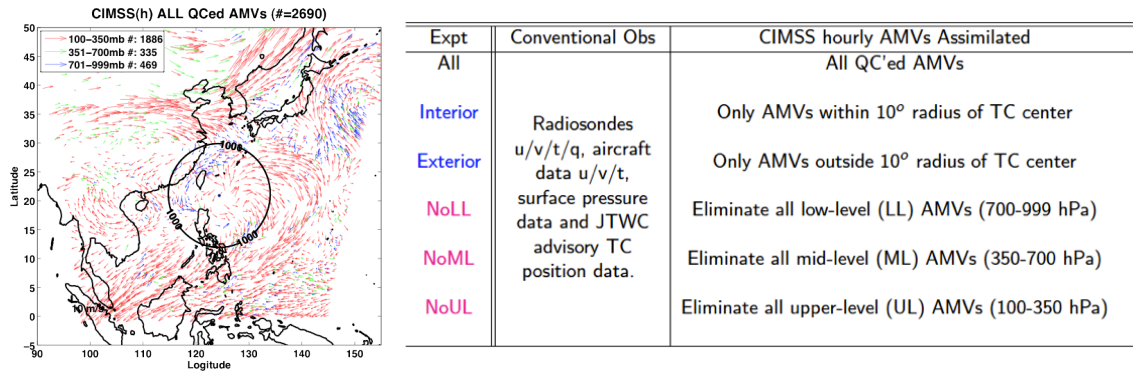 CIMSS(h) ALL QCed AMVs (#=2690)
100-350mb #: 1886
351-700mb #: 335
701-999mb #: 469
50
45
40
35
30
25
20
15
10
5
0
-5
Latitude
1000
1000
1000
10 m/s
90
100
110
120
130
140
150
Logitude
Expt
Conventional Obs
CIMSS hourly AMVs Assimilated
All
All QC'ed AMVs
Interior
Only AMVs within 10° radius of TC center
Exterior
Only AMVs outside 10° radius of TC center
NoLL
Eliminate all low-level (LL) AMVs (700-999 hPa)
NoML
Eliminate all mid-level (ML) AMVs (350-700 hPa)
NoUL
Eliminate all upper-level (UL) AMVs (100-350 hPa)
Radiosondes
u/v/t/q, aircraft
data u/v/t,
surface pressure
data and JTWC
advisory TC
position data.